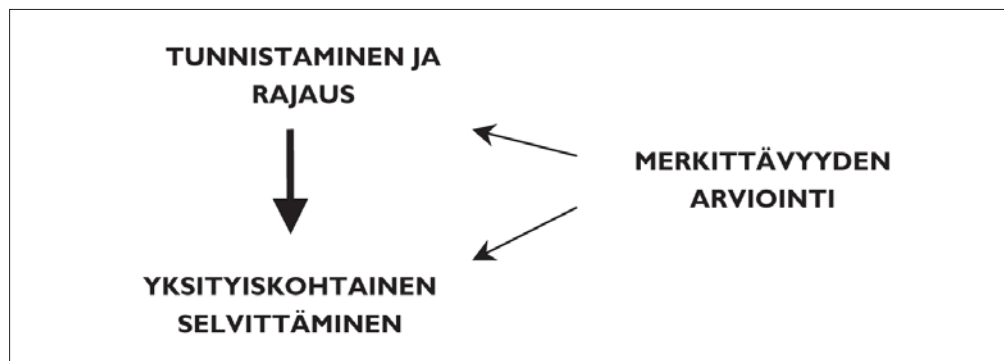 TUNNISTAMINEN JA
RAJAUS
MERKITTÄVYYDEN
ARVIOINTI
YKSITYISKOHTAINEN
SELVITTÄMINEN